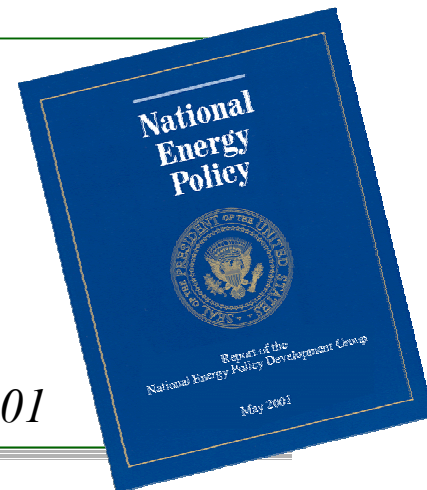 National
Energy
Policy
SEAL OF THE PRESIDENT OF THE UNITED STATES
Report of the
National Energy Policy Development Group
May 2001
01